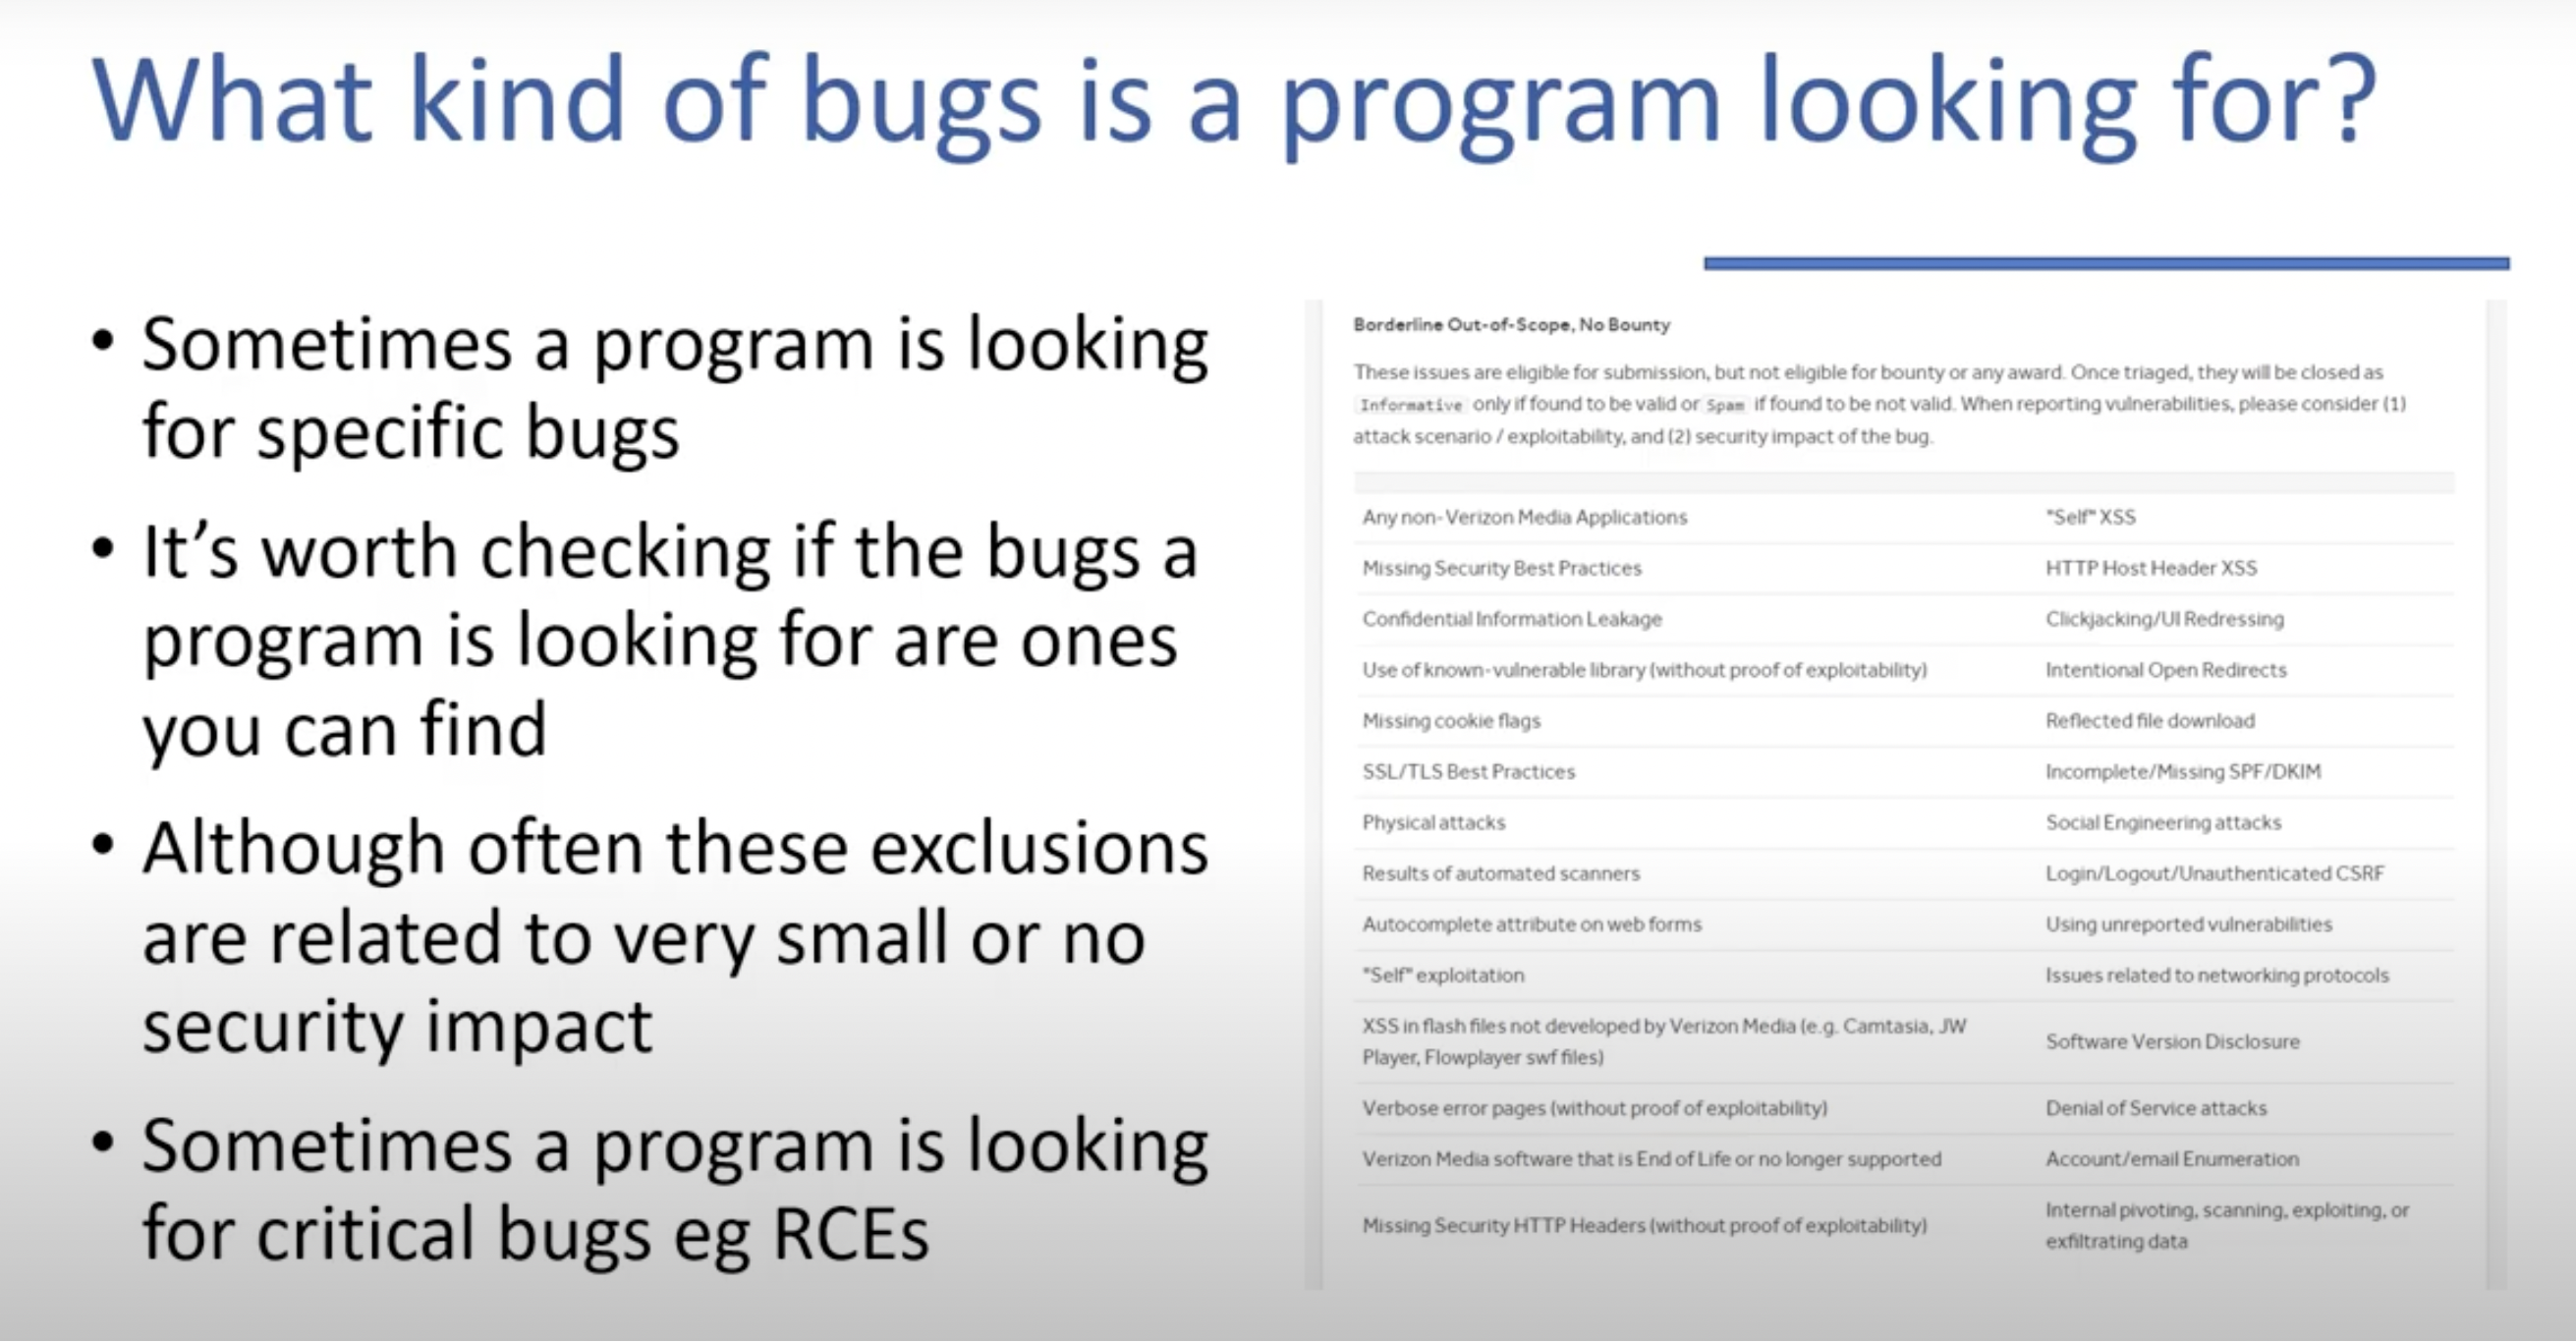 What kind of bugs is a program looking for?
• Sometimes a program is looking
for specific bugs
• It’s worth checking if the bugs a
program is looking for are ones
you can find
• Although often these exclusions
are related to very small or no
security impact
• Sometimes a program is looking
for critical bugs eg RCEs
Borderline Out-of-Scope, No Bounty
These issues are eligible for submission, but not eligible for bounty or any award. Once triaged, they will be closed as
Informative only if found to be valid or Spam if found to be not valid. When reporting vulnerabilities, please consider (1)
attack scenario / exploitability, and (2) security impact of the bug.
Any non-Verizon Media Applications "Self" XSS
Missing Security Best Practices HTTP Host Header XSS
Confidential Information Leakage Clickjacking/UI Redressing
Use of known-vulnerable library (without proof of exploitability) Intentional Open Redirects
Missing cookie flags Reflected file download
SSL/TLS Best Practices Incomplete/Missing SPF/DKIM
Physical attacks Social Engineering attacks
Results of automated scanners Login/Logout/Unauthenticated CSRF
Autocomplete attribute on web forms Using unreported vulnerabilities
"Self" exploitation Issues related to networking protocols
XSS in flash files not developed by Verizon Media (e.g. Camtasia, JW
Player, Flowplayer swf files)
Software Version Disclosure
Verbose error pages (without proof of exploitability) Denial of Service attacks
Verizon Media software that is End of Life or no longer supported Account/email Enumeration
Missing Security HTTP Headers (without proof of exploitability)
Internal pivoting, scanning, exploiting, or
exfiltrating data